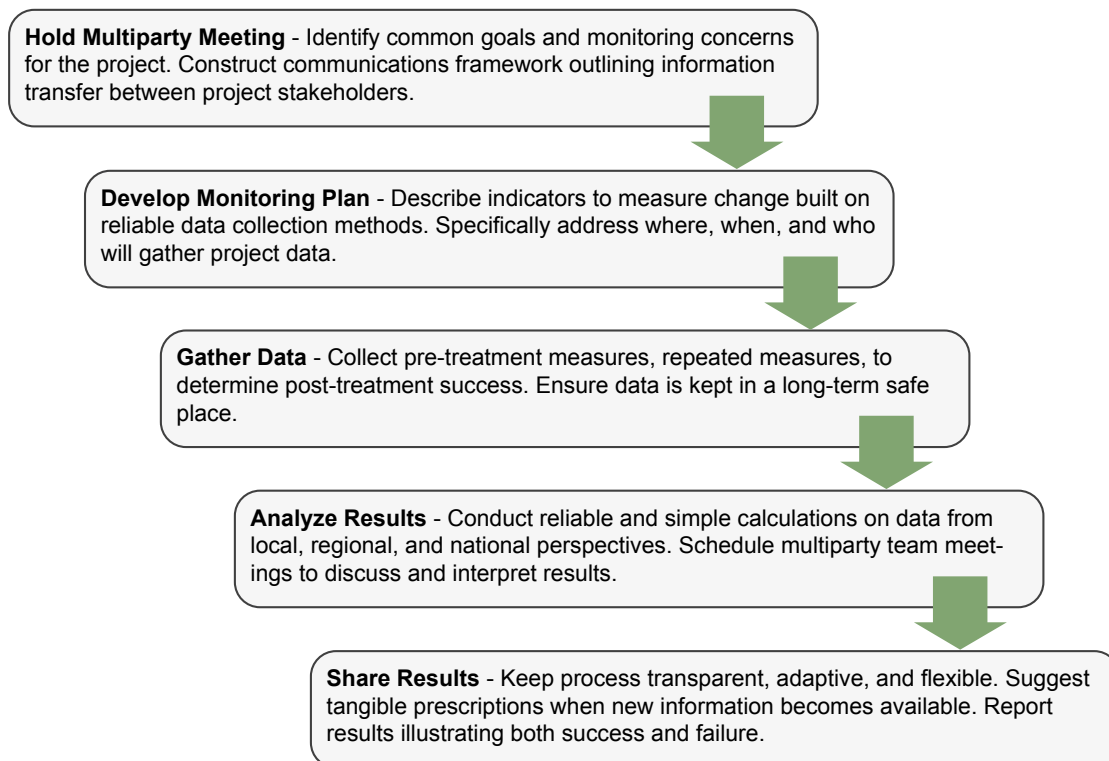 Hold Multiparty Meeting - Identify common goals and monitoring concerns
for the project. Construct communications framework outlining information
transfer between project stakeholders.
Develop Monitoring Plan - Describe indicators to measure change built on
reliable data collection methods. Specifically address where, when, and who
will gather project data.
Gather Data - Collect pre-treatment measures, repeated measures, to
determine post-treatment success. Ensure data is kept in a long-term safe
place.
Analyze Results - Conduct reliable and simple calculations on data from
local, regional, and national perspectives. Schedule multiparty team meet-
ings to discuss and interpret results.
Share Results - Keep process transparent, adaptive, and flexible. Suggest
tangible prescriptions when new information becomes available. Report
results illustrating both success and failure.